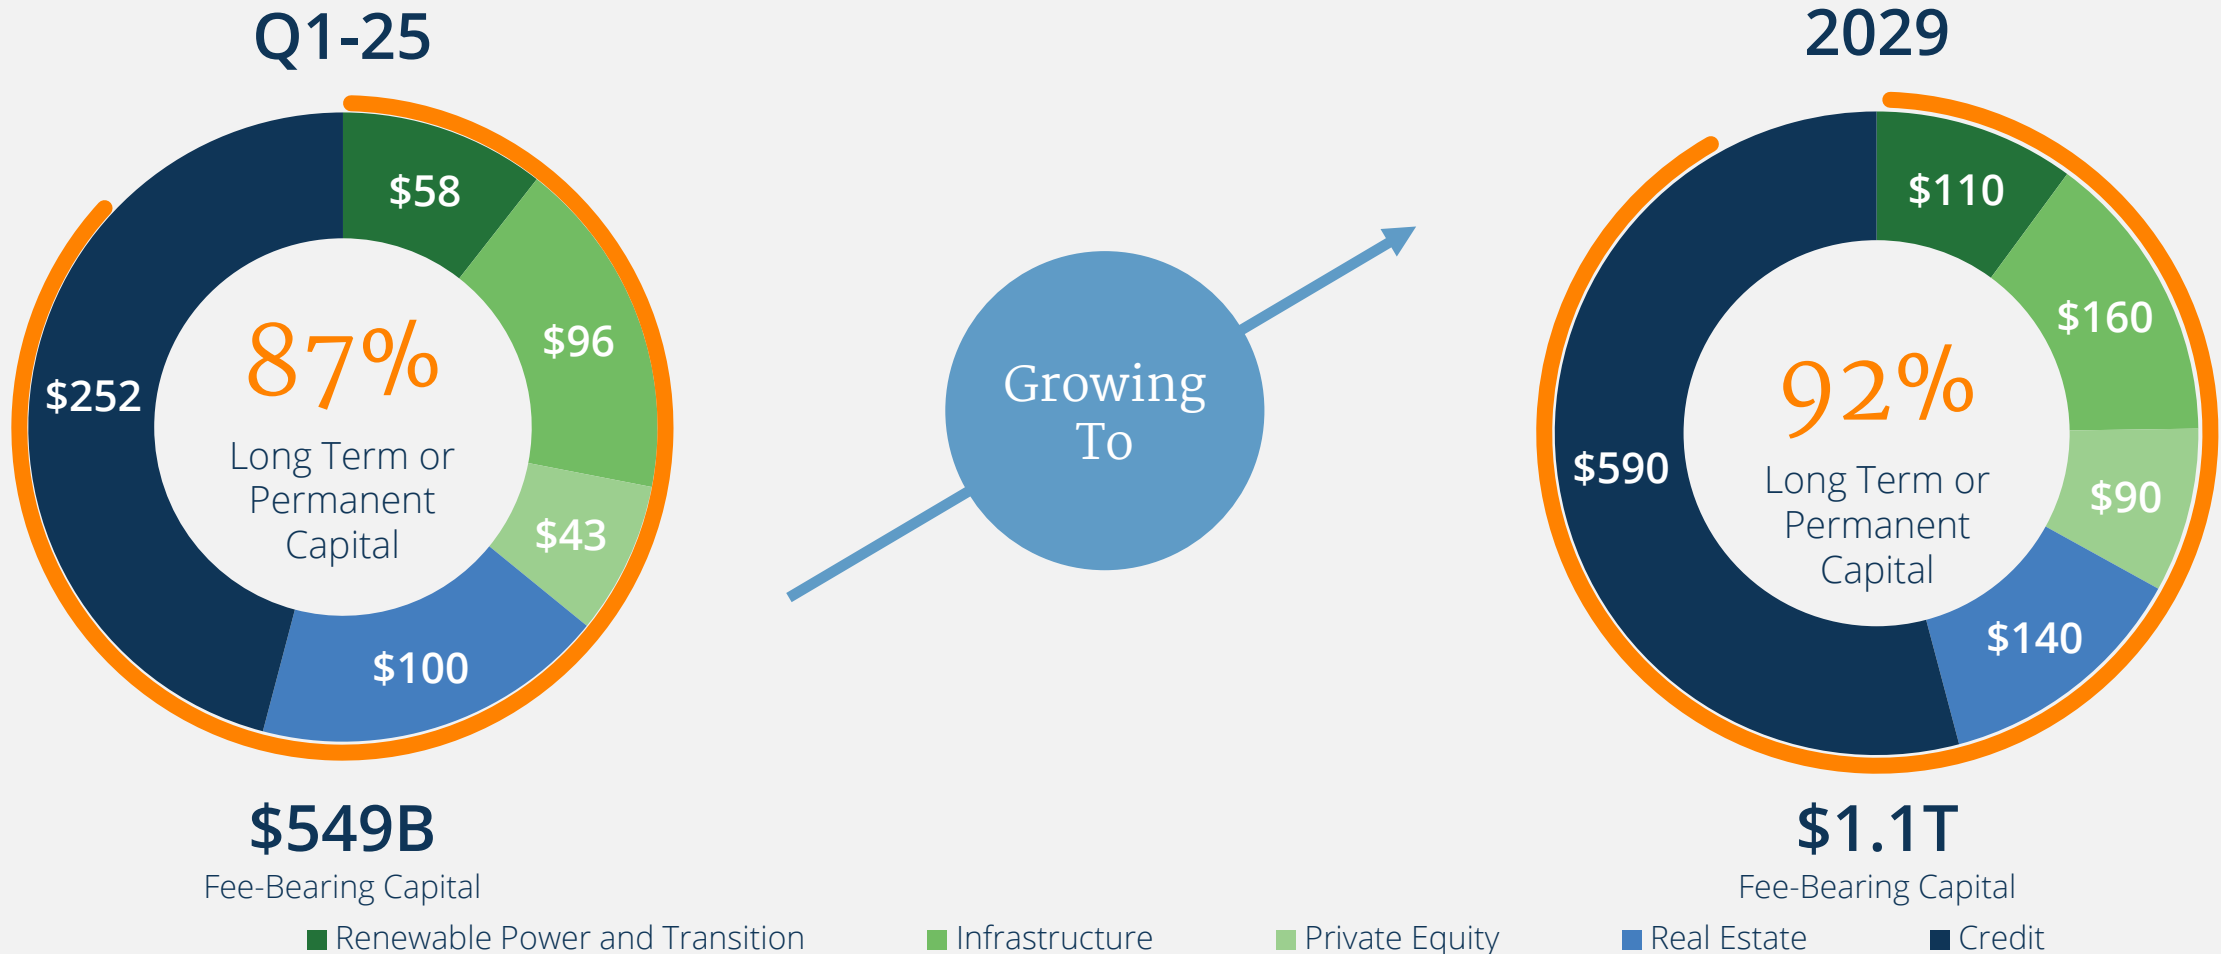 Q1-25
$58
$96
$43
$100
$252
87%
Long Term or
Permanent
Capital
$549B
Fee-Bearing Capital
Growing
To
2029
$110
$160
$90
$140
$590
92%
Long Term or
Permanent
Capital
$1.1T
Fee-Bearing Capital
Renewable Power and Transition
Infrastructure
Private Equity
Real Estate
Credit